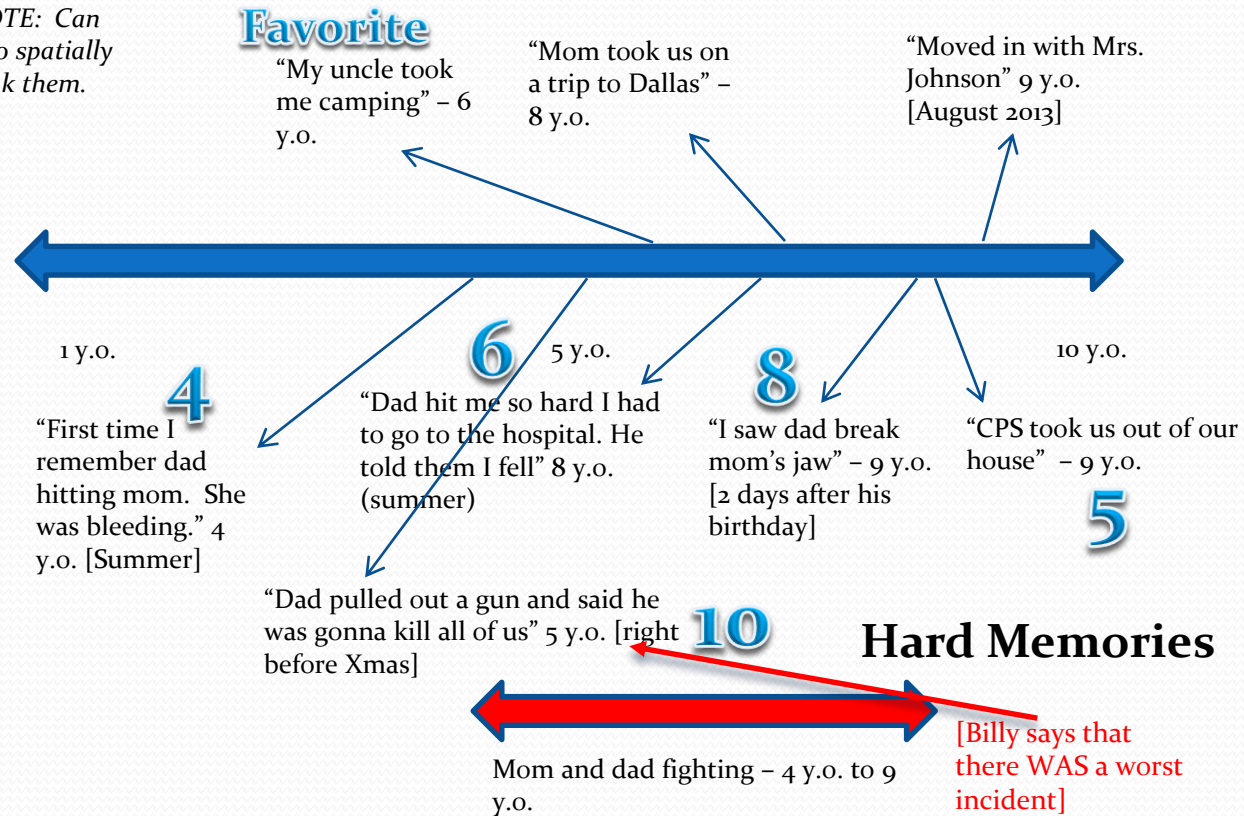 OTE: Can
o spatially
k them.
Favorite
“My uncle took
me camping” – 6
y.o.
“Mom took us on
a trip to Dallas” –
8 y.o.
“Moved in with Mrs.
Johnson” 9 y.o.
[August 2013]
1 y.o.
5 y.o.
10 y.o.
4
“First time I
remember dad
hitting mom.  She
was bleeding.” 4
y.o. [Summer]
6
“Dad hit me so hard I had
to go to the hospital. He
told them I fell” 8 y.o.
(summer)
8
“I saw dad break
mom’s jaw” – 9 y.o.
[2 days after his
birthday]
“CPS took us out of our
house”  – 9 y.o.
5
“Dad pulled out a gun and said he
was gonna kill all of us” 5 y.o. [right
before Xmas]
10
Hard Memories
Mom and dad fighting – 4 y.o. to 9
y.o.
[Billy says that
there WAS a worst
incident]